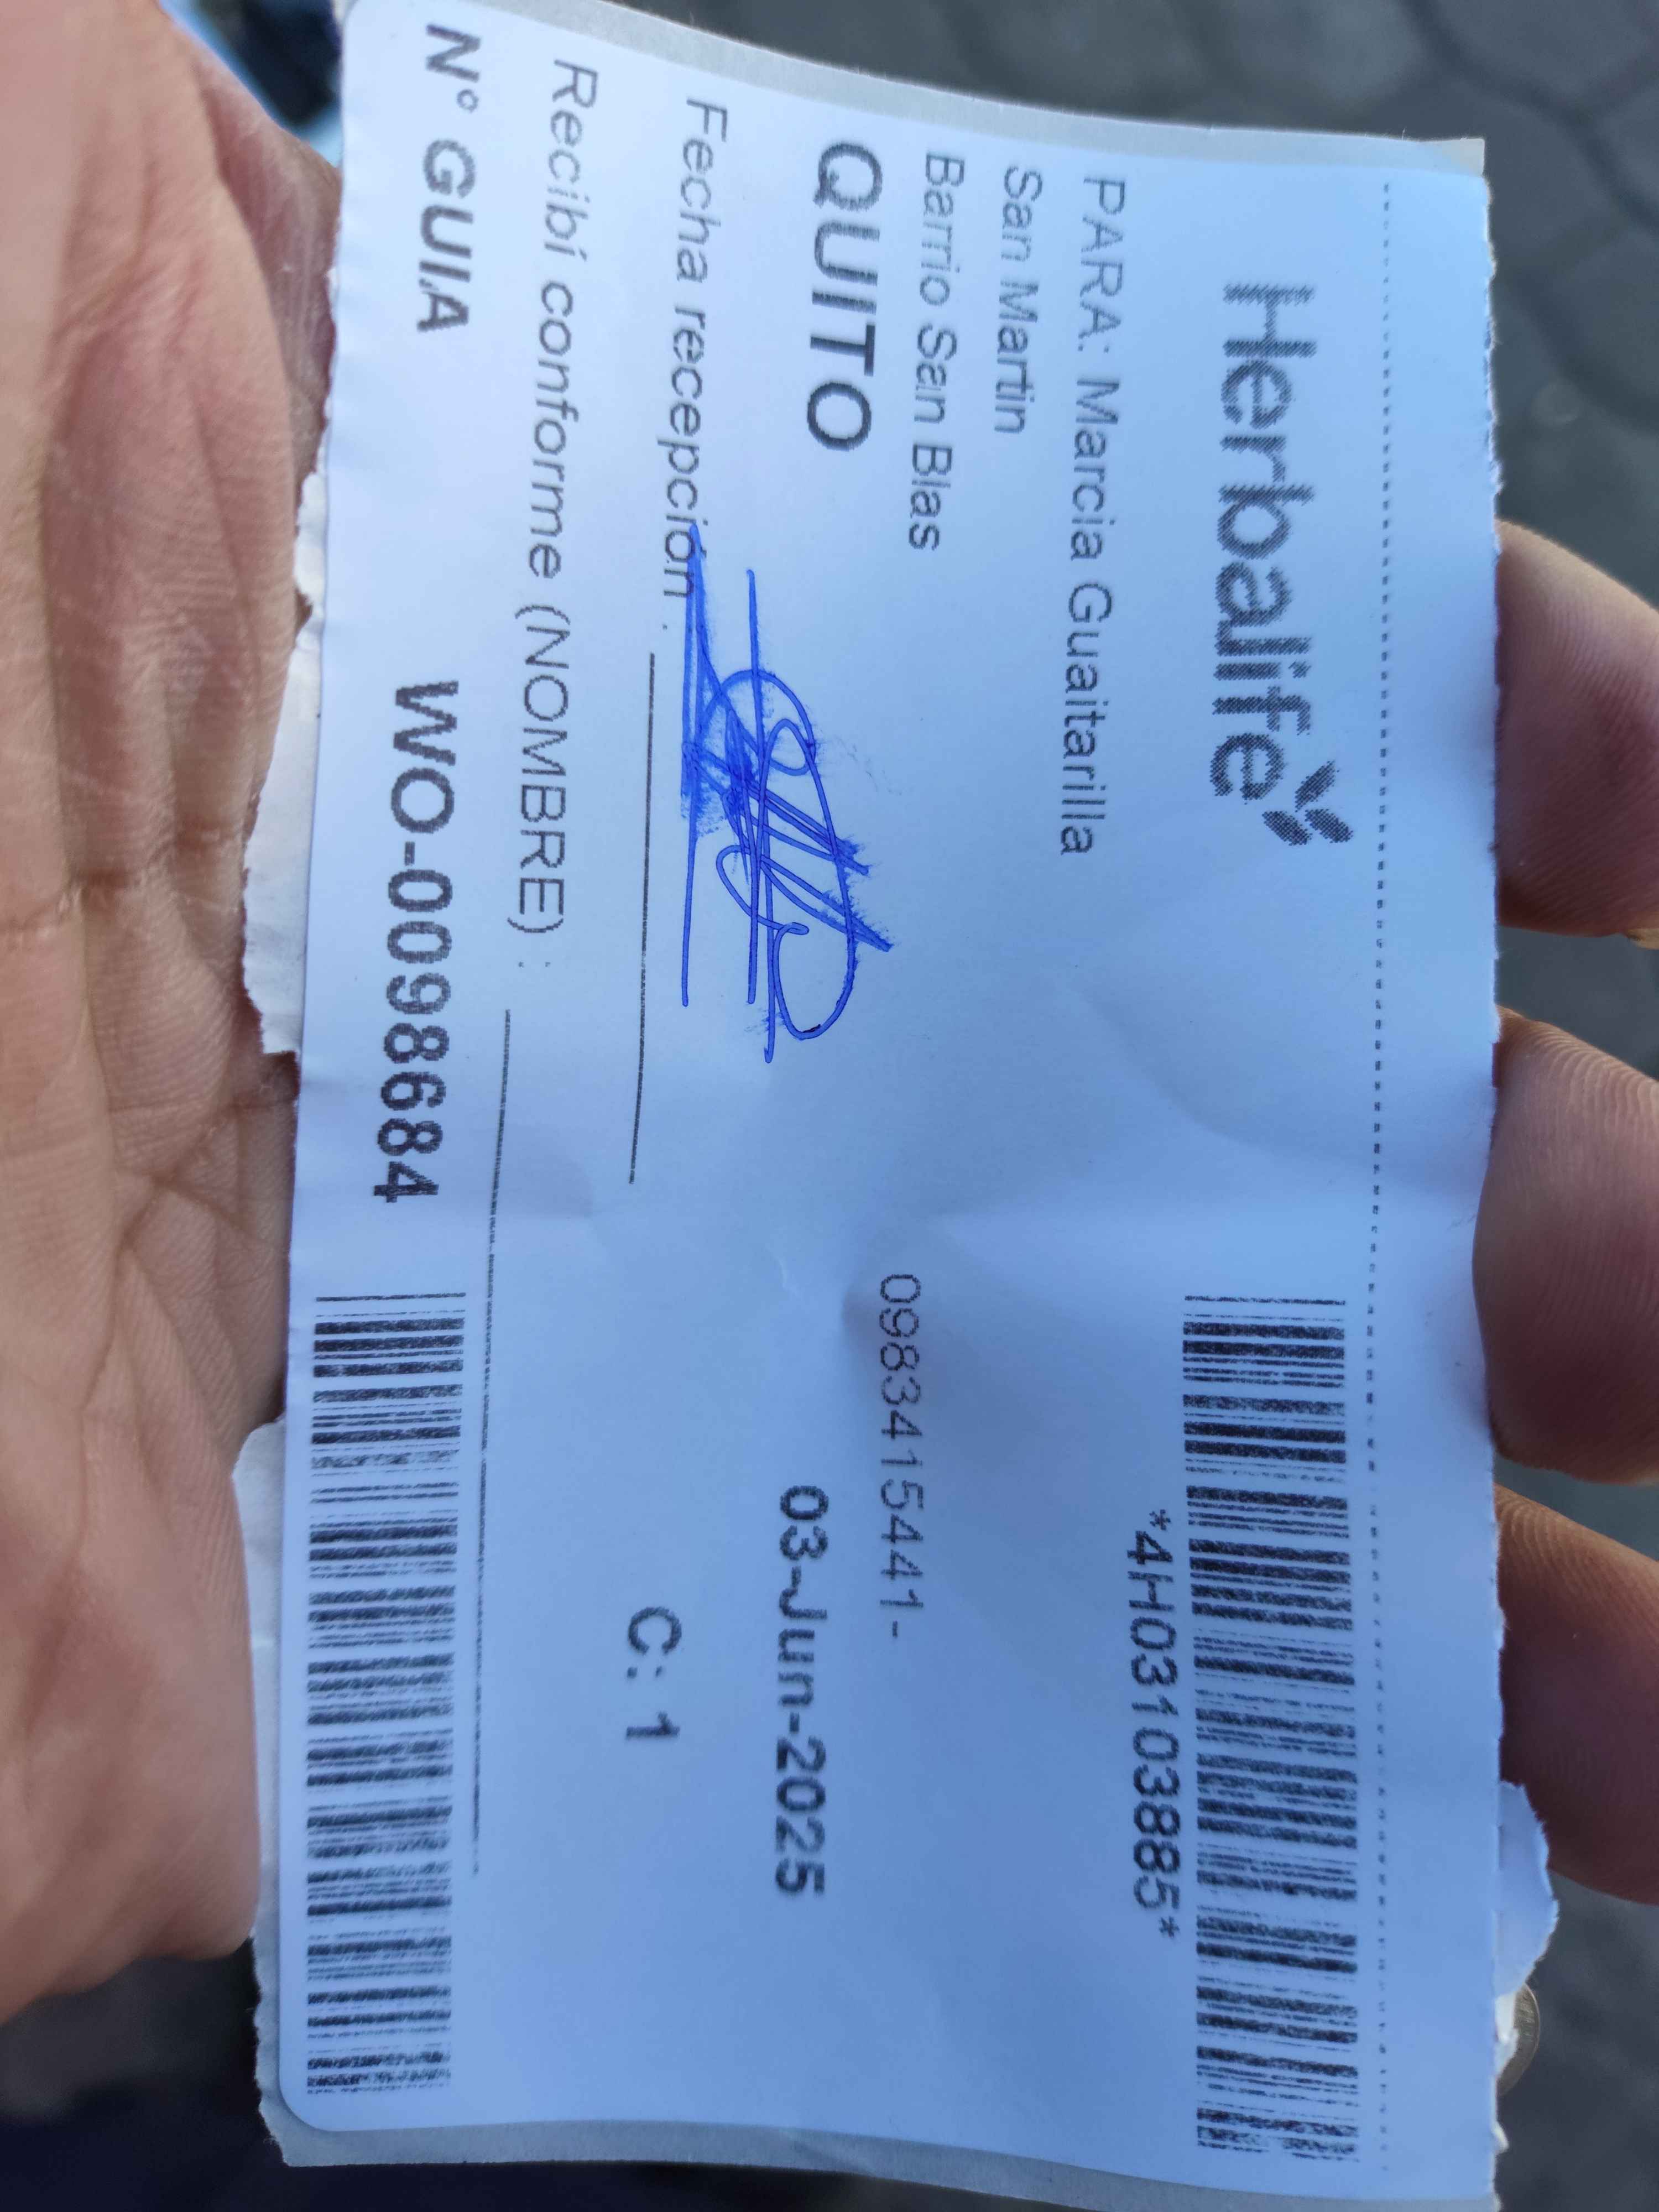 Herbalife
*4H03103885*
PARA: Marcia Guaitarilla
San Martin
Barrio San Blas
0983415441-
QUITO
03-Jun-2025
Fecha recepción :
C: 1
Recibí conforme (NOMBRE) :
N° GUIA WO-0098684